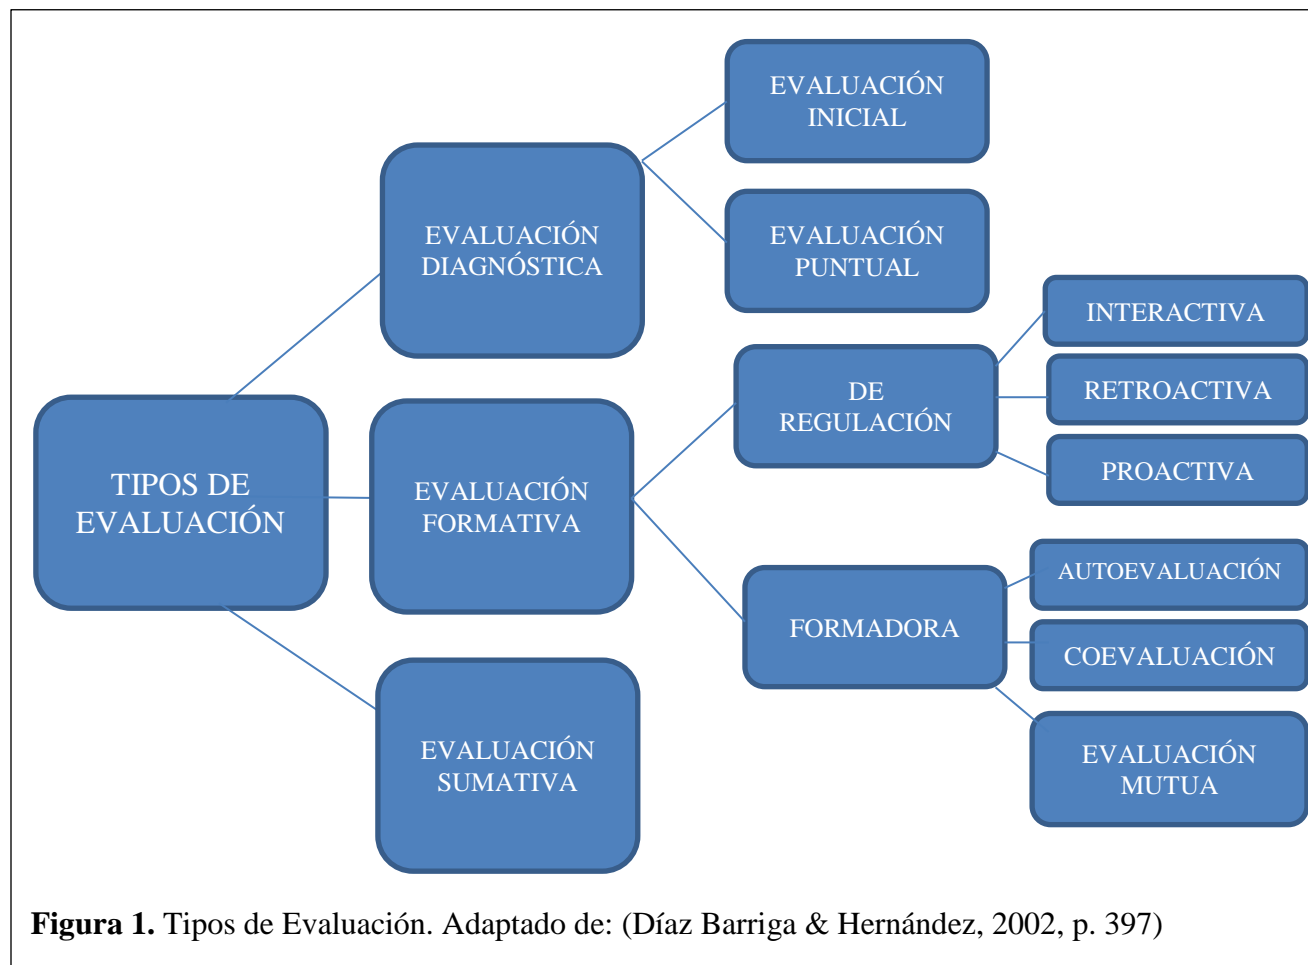 TIPOS DE
EVALUACIÓN
EVALUACIÓN
DIAGNÓSTICA
EVALUACIÓN
INICIAL
EVALUACIÓN
PUNTUAL
EVALUACIÓN
FORMATIVA
DE
REGULACIÓN
INTERACTIVA
RETROACTIVA
PROACTIVA
FORMADORA
AUTOEVALUACIÓN
COEVALUACIÓN
EVALUACIÓN
MUTUA
EVALUACIÓN
SUMATIVA
Figura 1. Tipos de Evaluación. Adaptado de: (Díaz Barriga & Hernández, 2002, p. 397)